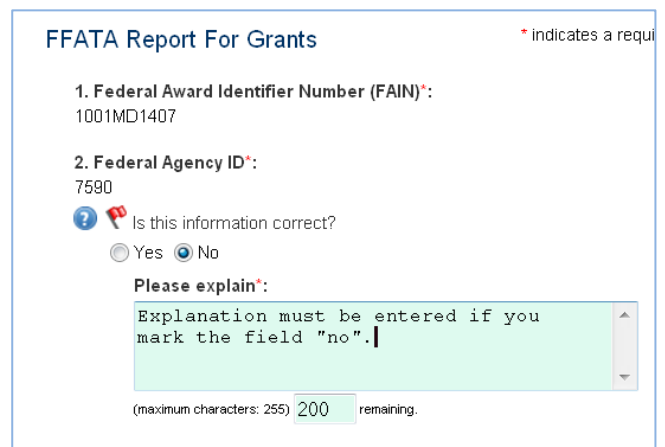 FFATA Report For Grants
* indicates a requi
1. Federal Award Identifier Number (FAIN)*:
1001MD1407
2. Federal Agency ID*:
7590
? Is this information correct?
Yes No
Please explain*:
Explanation must be entered if you
mark the field "no".
(maximum characters: 255) 200 remaining.